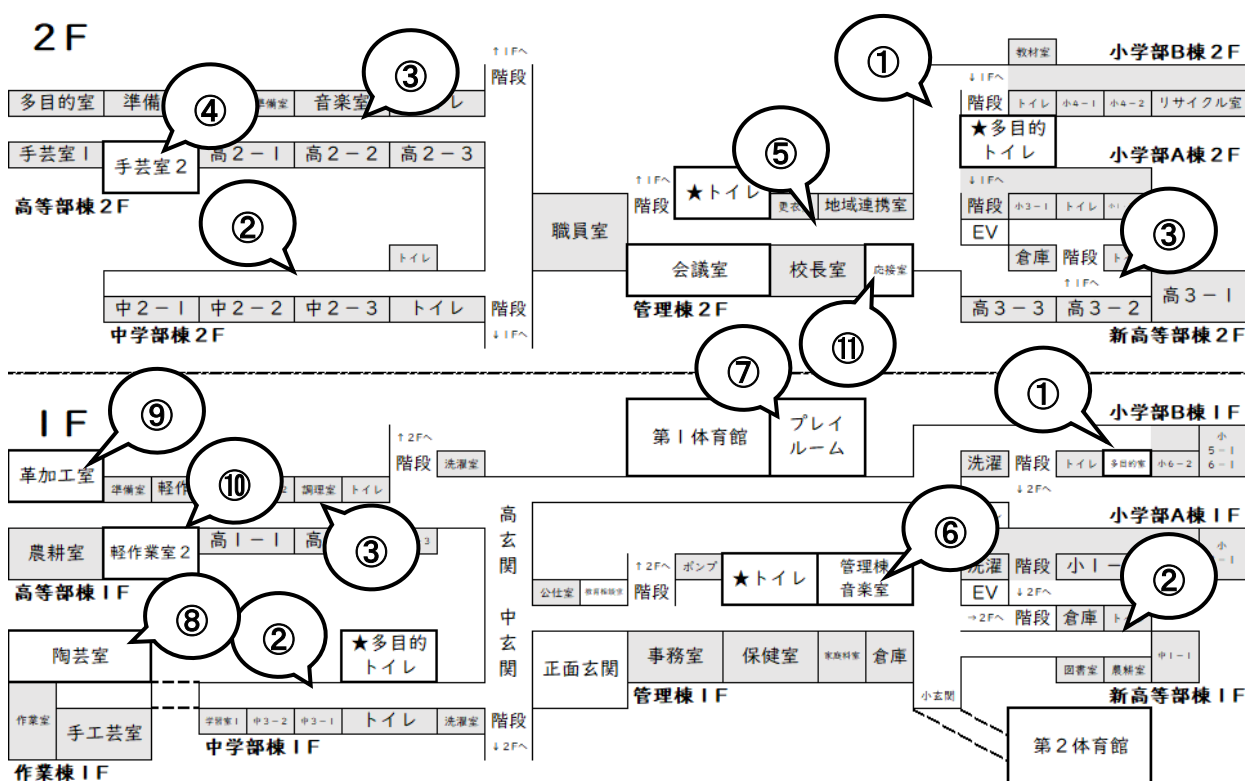 2F
①
③
④
↑1Fへ
階段
教材室
小学部B棟2F
↓1Fへ
多目的室
準備
準備室
音楽室
レ
階段
トイレ
小4-1
小4-2
リサイクル室
★多目的
トイレ
手芸室1
手芸室2
高2-1
高2-2
高2-3
⑤
小学部A棟2F
高等部棟2F
↑1Fへ
階段
★トイレ
更衣
地域連携室
↓1Fへ
階段
小3-1
トイレ
EV
③
②
職員室
トイレ
会議室
校長室
応接室
倉庫
階段
↑1Fへ
高3-1
中2-1
中2-2
中2-3
トイレ
階段
↓1Fへ
高3-3
高3-2
中学部棟2F
管理棟2F
新高等部棟2F
⑪
⑦
①
1F
⑨
第1体育館
プレイ
ルーム
小学部B棟1F
↑2Fへ
階段
洗濯室
革加工室
準備室
軽作
⑩
調理室
トイレ
洗濯
階段
トイレ
多目的室
小6-2
小
5-1
6-1
↓2Fへ
小学部A棟1F
農耕室
軽作業室2
高1-1
高
③
高玄関
⑥
高等部棟1F
↑2Fへ
階段
ポンプ
★トイレ
管理棟
音楽室
洗濯
階段
小1-
小
EV
↓2Fへ
②
公仕室
教育相談室
→2Fへ
階段
倉庫
⑧
②
中玄関
陶芸室
★多目的
トイレ
正面玄関
事務室
保健室
家庭科室
倉庫
中1-1
図書室
農耕室
管理棟1F
小玄関
新高等部棟1F
作業室
手工芸室
学習室1
中3-2
中3-1
トイレ
洗濯室
階段
↓2Fへ
中学部棟1F
第2体育館
作業棟1F